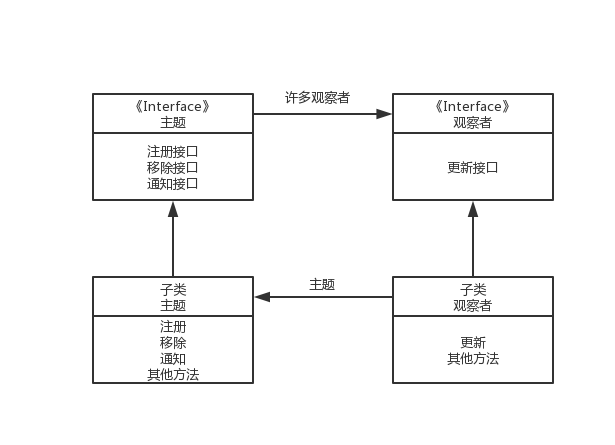 《Interface》
主题
注册接口
移除接口
通知接口
许多观察者
《Interface》
观察者
更新接口
子类
主题
注册
移除
通知
其他方法
主题
子类
观察者
更新
其他方法